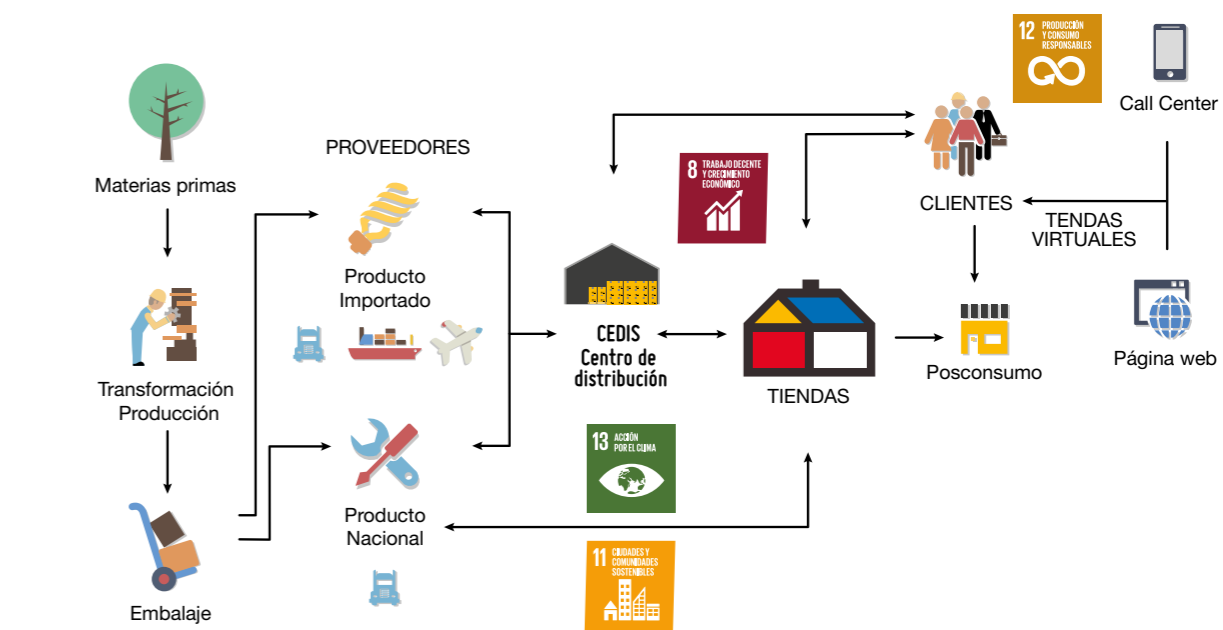 12 PRODUCCIÓN
Y CONSUMO
RESPONSABLES
Call Center
PROVEEDORES
Materias primas
8 TRABAJO DECENTE
Y CRECIMIENTO
ECONÓMICO
CLIENTES
TENDAS
VIRTUALES
Producto
Importado
CEDIS
Centro de
distribución
Transformación
Producción
TIENDAS
Posconsumo
Página web
13 ACCIÓN
POR EL CLIMA
Producto
Nacional
11 CIUDADES Y
COMUNIDADES
SOSTENIBLES
Embalaje